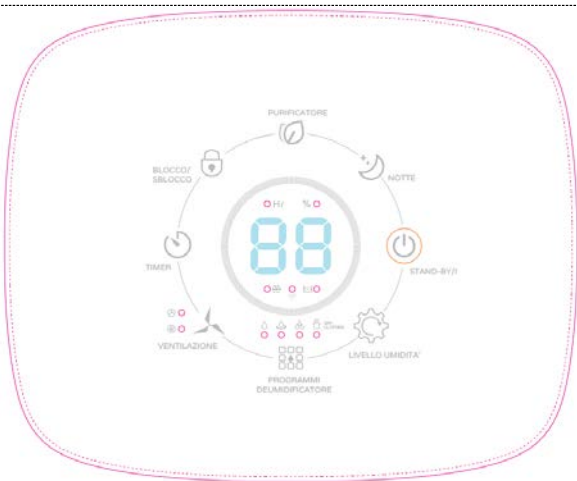 PURIFICATORE
BLOCCO/
SBLOCCO
NOTTE
H/
%
88
TIMER
STAND-BY/I
VENTILAZIONE
LIVELLO UMIDITA'
PROGRAMMI
DEUMIDIFICATORE